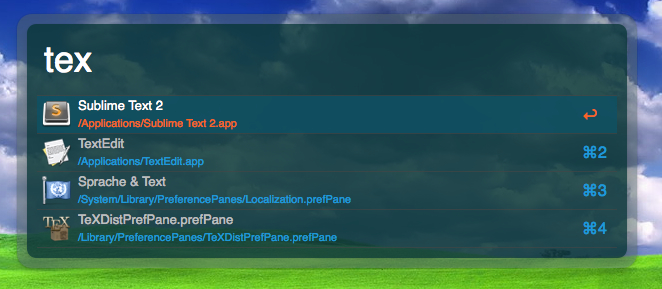 tex
Sublime Text 2
/Applications/Sublime Text 2.app
TextEdit
/Applications/TextEdit.app
⌘2
Sprache & Text
/System/Library/PreferencePanes/Localization.prefPane
⌘3
TeXDistPrefPane.prefPane
/Library/PreferencePanes/TeXDistPrefPane.prefPane
⌘4